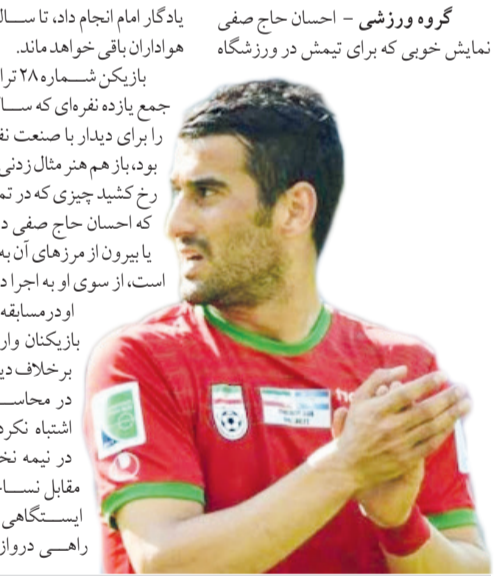 گروه ورزشی - احسان حاج صفی
نمایش خوبی که برای تیمش در ورزشگاه
یادگار امام انجام داد، تا سال
هواداران باقی خواهد ماند.
بازیکن شماره ۲۸ ترا
جمع یازده نفره‌ای که سا
را برای دیدار با صنعت نف
بود، باز هم هنر مثال زدنی
رخ کشید چیزی که در تم
که احسان حاج صفی د
یا بیرون از مرزهای آن به
است، از سوی او به اجرا د
او در مسابقه
بازیکنان وار
برخلاف دی
در محاسـ
اشتباه نکرد
در نیمه نخ
مقابل نسـا
ایستگاهی
راهی درواز